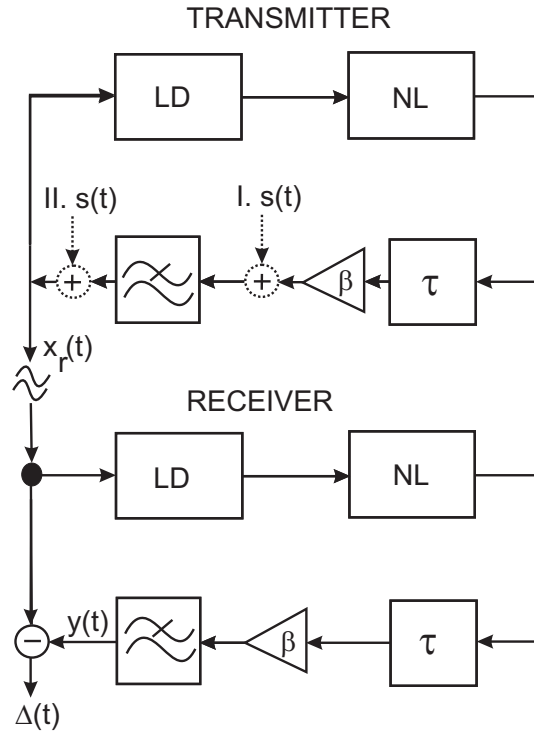 TRANSMITTER
LD
NL
II. s(t)
I. s(t)
+
+
β
τ
x_r(t)
RECEIVER
LD
NL
y(t)
β
τ
−
Δ(t)